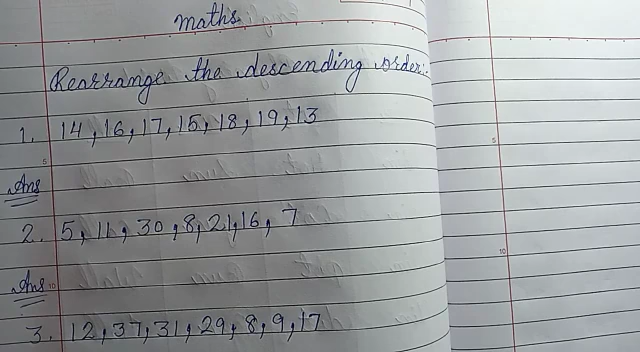 Maths
Rearrange the descending order:-
1. 14, 16, 17, 15, 18, 19, 13
Ans
2. 5, 11, 30, 8, 21, 16, 7
Ans
3. 12, 37, 31, 29, 8, 9, 17